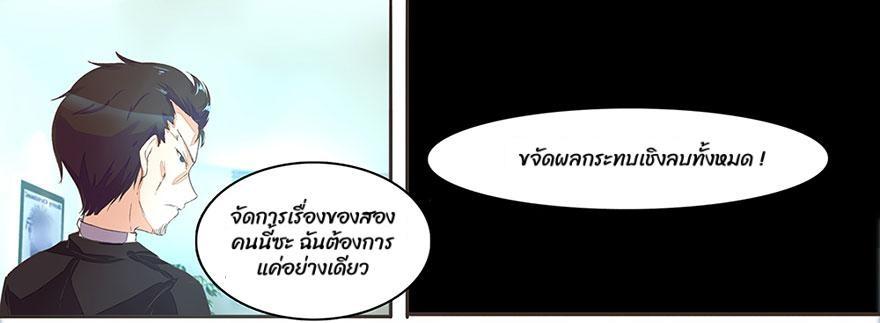 จัดการเรื่องของสอง
คนนี้ซะ ฉันต้องการ
แค่อย่างเดียว
ขจัดผลกระทบเชิงลบทั้งหมด !